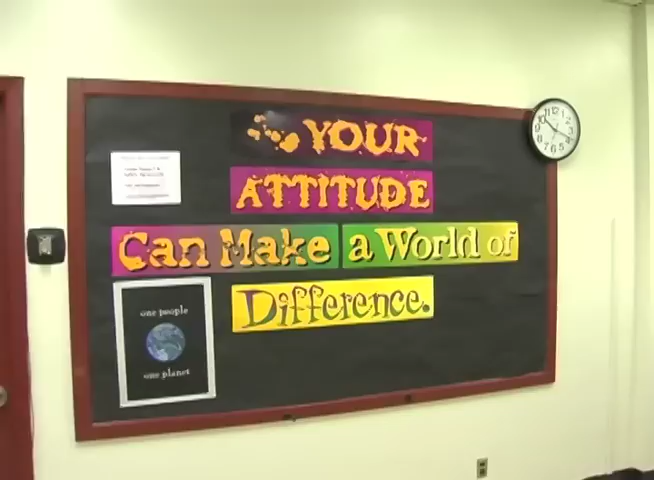 YOUR
ATTITUDE
Can Make a World of
Difference.
one people
one planet